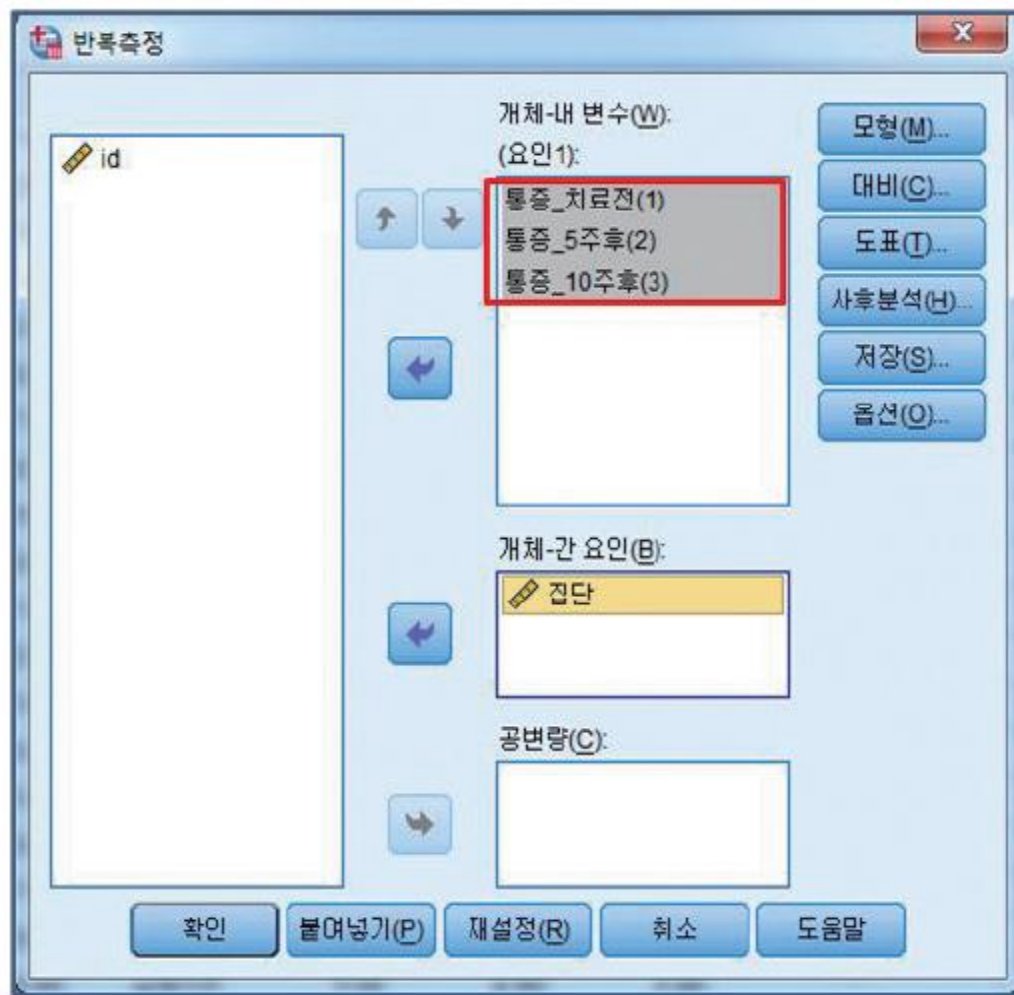 반복측정
id
개체-내 변수(W):
(요인1):
통증_치료전(1)
통증_5주후(2)
통증_10주후(3)
모형(M)...
대비(C)...
도표(T)...
사후분석(H)...
저장(S)...
옵션(O)...
개체-간 요인(B):
집단
공변량(C):
확인
붙여넣기(P)
재설정(R)
취소
도움말